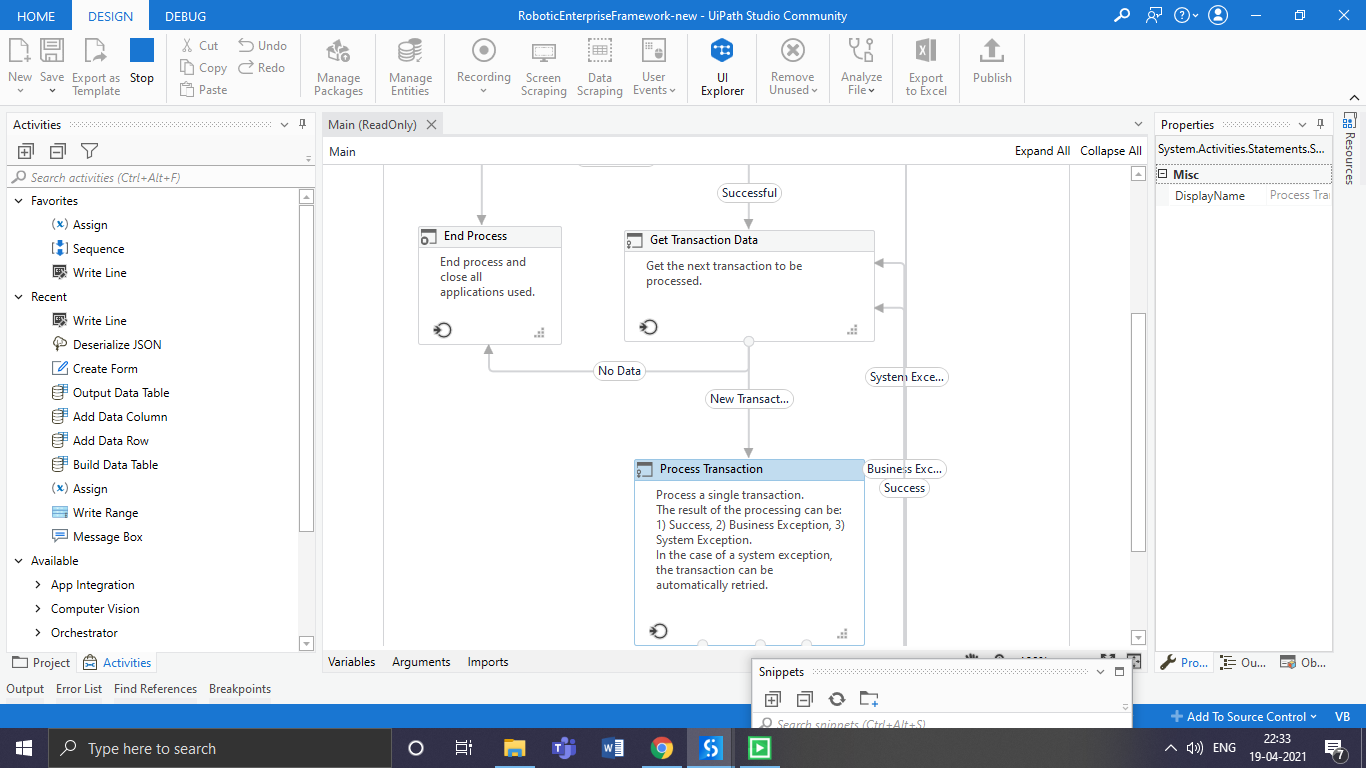 HOME DESIGN DEBUG RoboticEnterpriseFramework-new - UiPath Studio Community
New Save Export as Template Stop
Cut Undo
Copy Redo
Paste
Manage Packages
Manage Entities
Recording
Screen Scraping
Data Scraping
User Events
UI Explorer
Remove Unused
Analyze File
Export to Excel
Publish
Activities
Search activities (Ctrl+Alt+F)
Favorites
Assign
Sequence
Write Line
Recent
Write Line
Deserialize JSON
Create Form
Output Data Table
Add Data Column
Add Data Row
Build Data Table
Assign
Write Range
Message Box
Available
App Integration
Computer Vision
Orchestrator
Project Activities
Main (ReadOnly)
Main Expand All Collapse All
Successful
End Process
End process and
close all
applications used.
Get Transaction Data
Get the next transaction to be
processed.
No Data
System Exce...
New Transact...
Process Transaction
Business Exc...
Success
Process a single transaction.
The result of the processing can be:
1) Success, 2) Business Exception, 3)
System Exception.
In the case of a system exception,
the transaction can be
automatically retried.
Variables Arguments Imports
Properties
System.Activities.Statements.S...
Misc
DisplayName Process Tra
Resources
Pro... Ou... Ob...
Output Error List Find References Breakpoints
Snippets
Search snippets (Ctrl+Alt+S)
Add To Source Control VB
Type here to search
ENG
22:33
19-04-2021
7